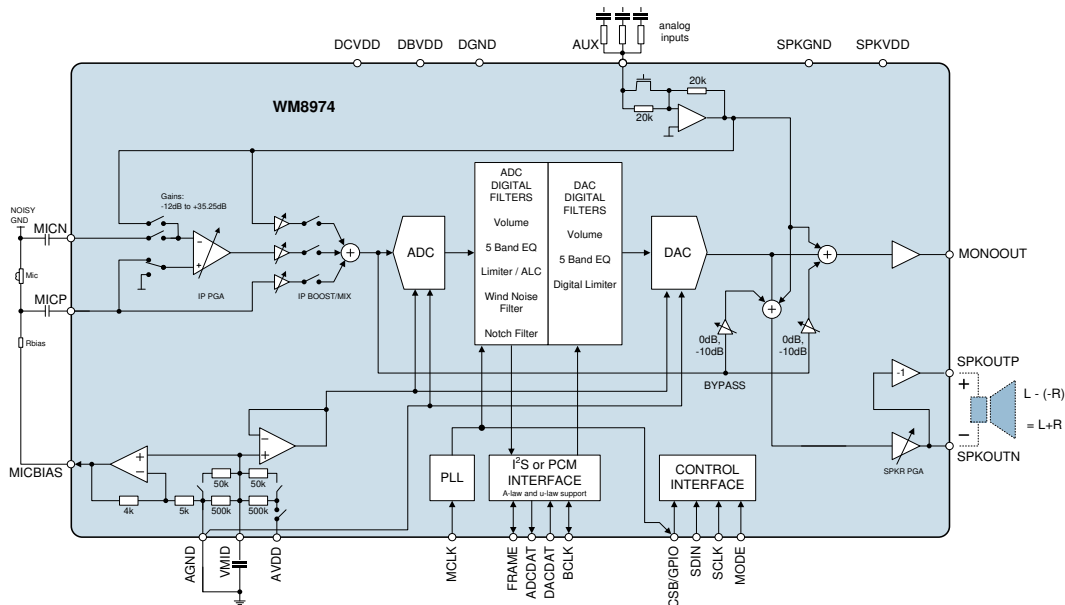 analog
inputs
AUX
DCVDD
DBVDD
DGND
SPKGND
SPKVDD
WM8974
20k
20k
Gains:
-12dB to +35.25dB
NOISY
GND
MICN
Mic
MICP
Rbias
−
+
IP PGA
+
IP BOOST/MIX
ADC
ADC
DIGITAL
FILTERS
Volume
5 Band EQ
Limiter / ALC
Wind Noise
Filter
Notch Filter
DAC
DIGITAL
FILTERS
Volume
5 Band EQ
Digital Limiter
DAC
+
MONOOUT
+
0dB,
-10dB
0dB,
-10dB
BYPASS
-1
SPKOUTP
+
−
L - (-R)
= L+R
SPKOUTN
SPKR PGA
MICBIAS
+
−
−
+
50k
50k
4k
5k
500k
500k
PLL
I²S or PCM
INTERFACE
A-law and u-law support
CONTROL
INTERFACE
AGND
VMID
AVDD
MCLK
FRAME
ADCDAT
DACDAT
BCLK
CSB/GPIO
SDIN
SCLK
MODE